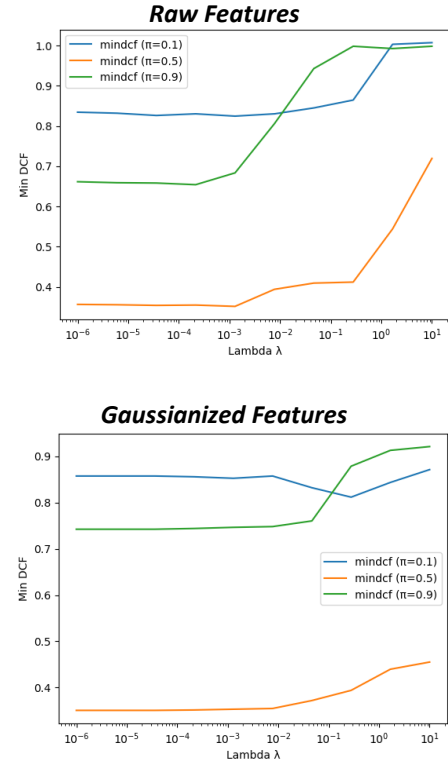 Raw Features
mindcf (π=0.1)
mindcf (π=0.5)
mindcf (π=0.9)
1.0
0.9
0.8
0.7
0.6
0.5
0.4
Min DCF
10⁻⁶ 10⁻⁵ 10⁻⁴ 10⁻³ 10⁻² 10⁻¹ 10⁰ 10¹
Lambda λ
Gaussianized Features
0.9
0.8
0.7
0.6
0.5
0.4
Min DCF
mindcf (π=0.1)
mindcf (π=0.5)
mindcf (π=0.9)
10⁻⁶ 10⁻⁵ 10⁻⁴ 10⁻³ 10⁻² 10⁻¹ 10⁰ 10¹
Lambda λ